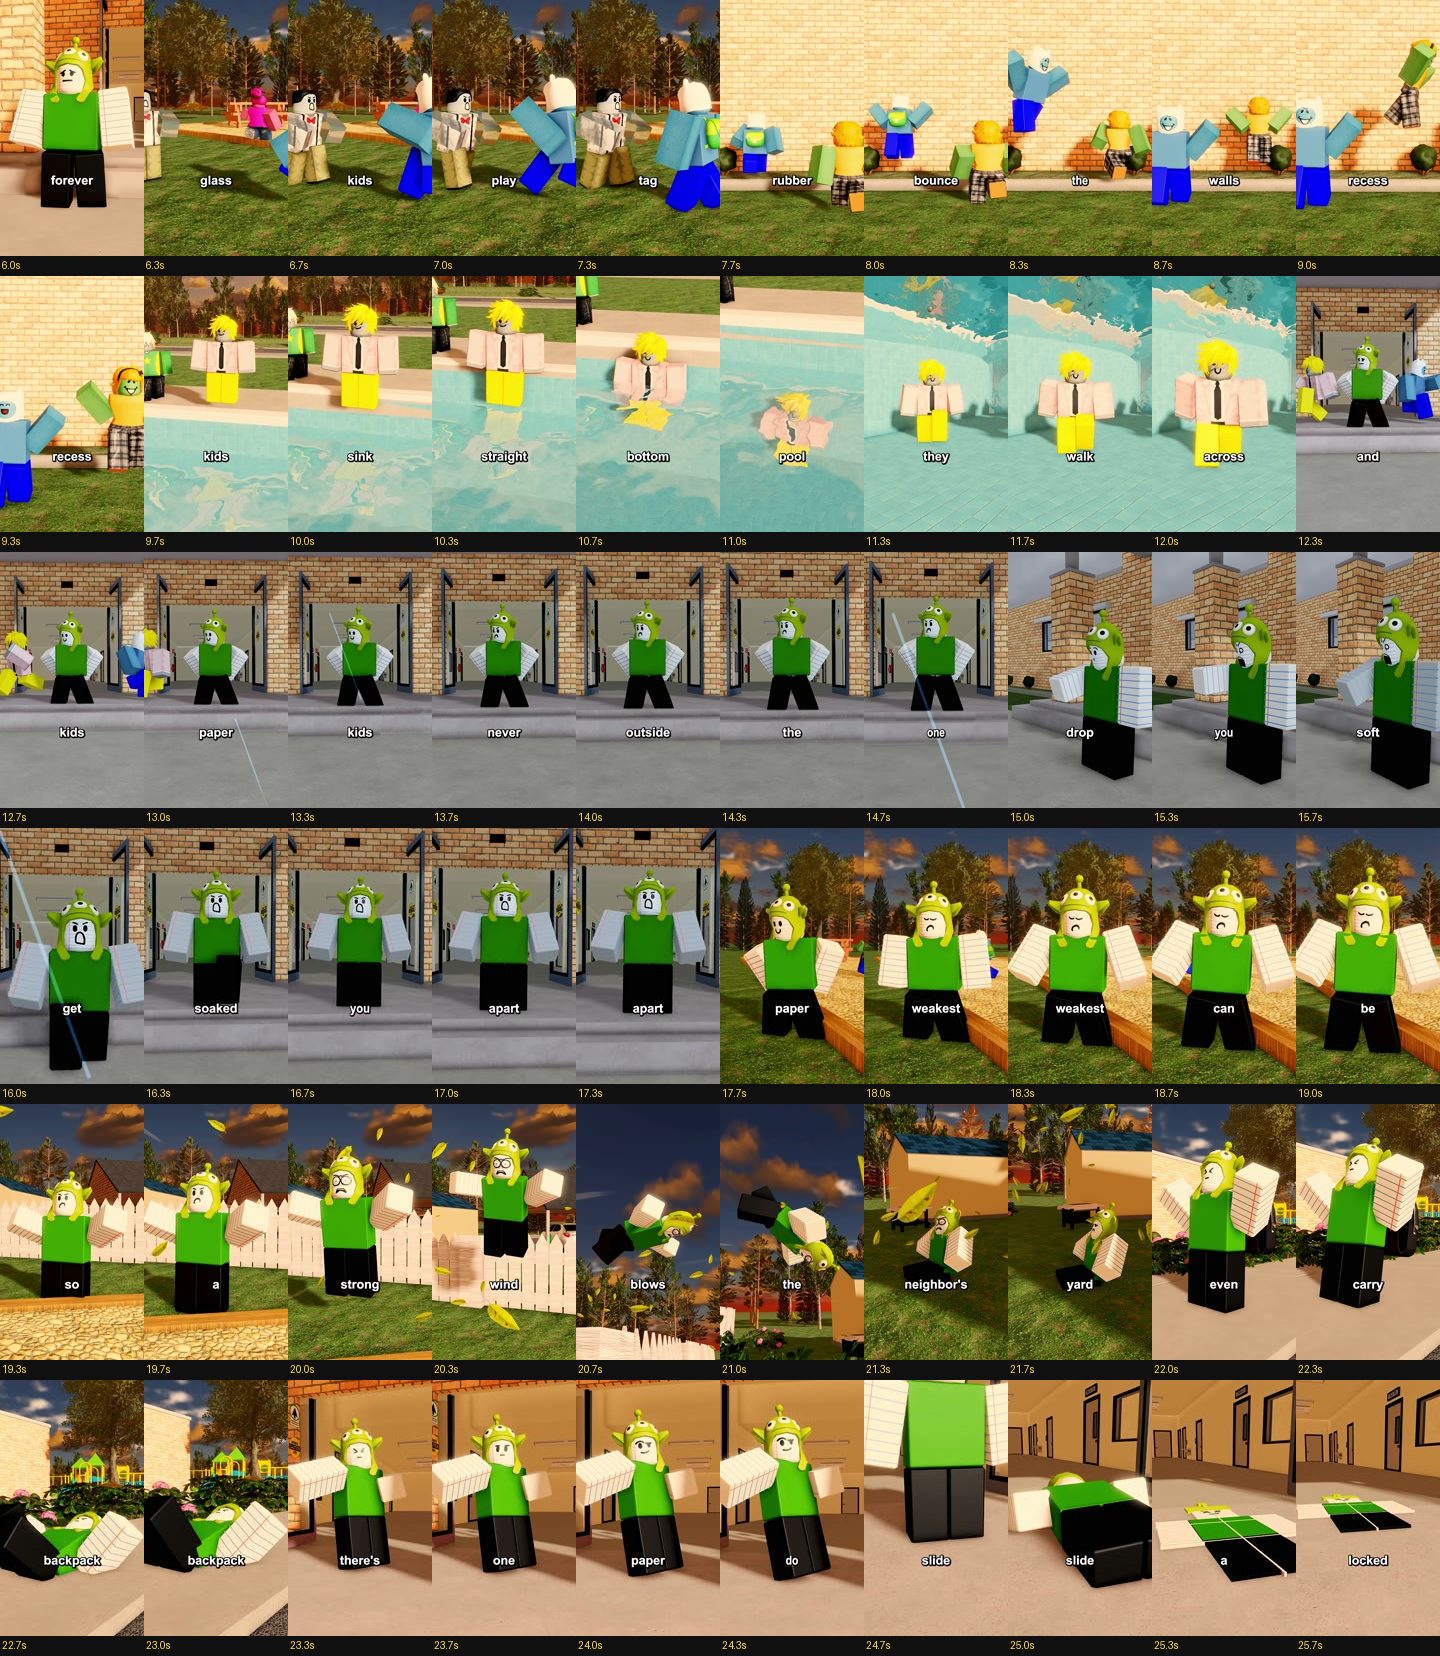 forever glass kids play tag rubber bounce the walls recess
6.0s 6.3s 6.7s 7.0s 7.3s 7.7s 8.0s 8.3s 8.7s 9.0s
recess kids sink straight bottom pool they walk across and
9.3s 9.7s 10.0s 10.3s 10.7s 11.0s 11.3s 12.0s 11.7s 12.3s
kids paper kids never outside the one drop you soft
12.7s 13.0s 13.3s 13.7s 14.0s 14.3s 14.7s 15.0s 15.3s 15.7s
get soaked you apart apart paper weakest weakest can be
16.0s 16.3s 16.7s 17.0s 17.3s 17.7s 18.0s 18.3s 18.7s 19.0s
so a strong wind blows the neighbor's yard even carry
19.3s 19.7s 20.0s 20.3s 20.7s 21.0s 21.3s 21.7s 22.0s 22.3s
backpack backpack there's one paper do slide slide a locked
22.7s 23.0s 23.3s 23.7s 24.0s 24.3s 24.7s 25.0s 25.3s 25.7s